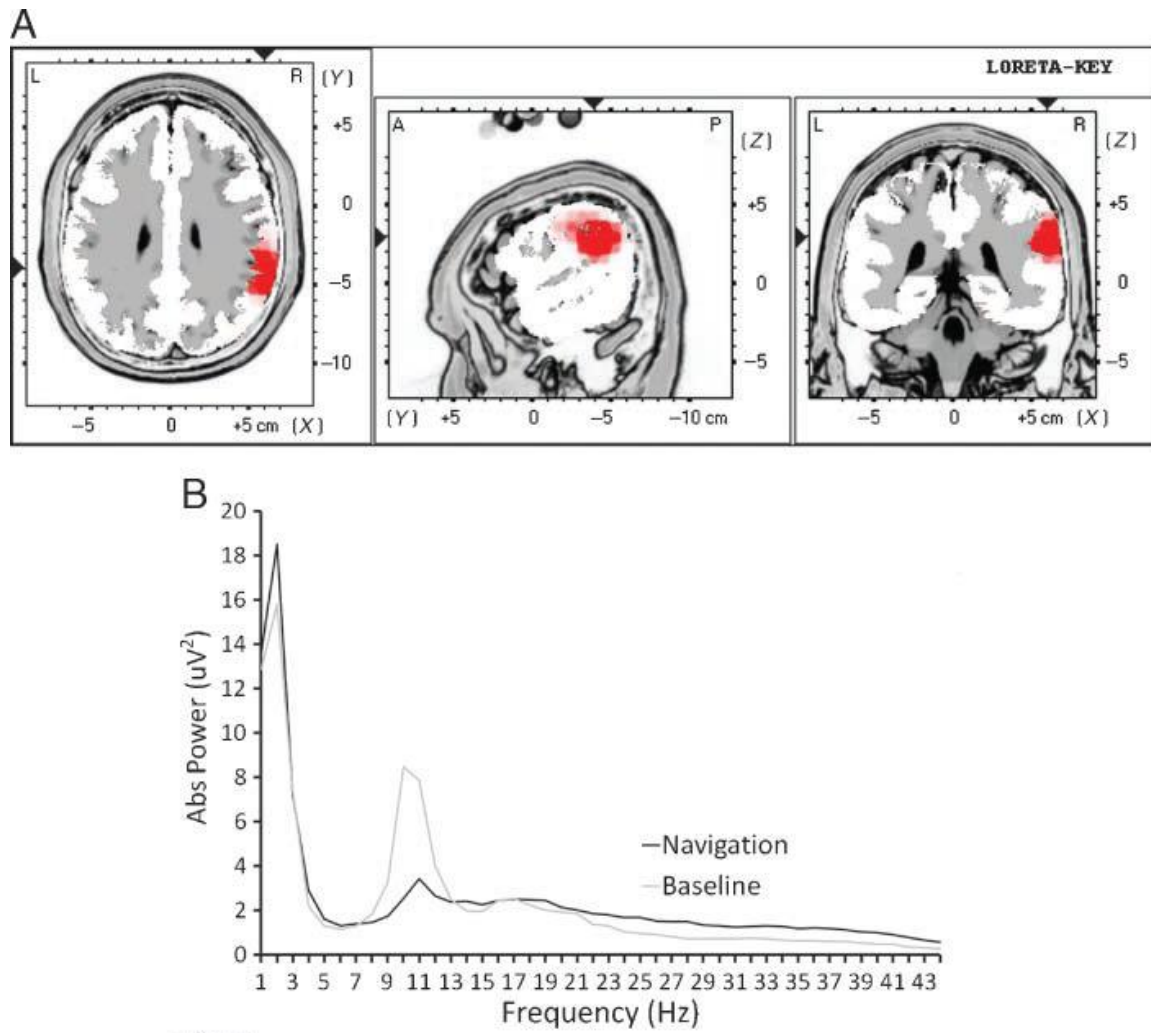 A
LORETA-KEY
L R (Y)
+5
0
−5
−10
−5 0 +5 cm (X)
A P (Z)
+5
0
−5
(Y) +5 0 −5 −10 cm
L R (Z)
+5
0
−5
−5 0 +5 cm (X)
B
Abs Power (uV²)
20
18
16
14
12
10
8
6
4
2
0
Navigation
Baseline
1 3 5 7 9 11 13 15 17 19 21 23 25 27 29 31 33 35 37 39 41 43
Frequency (Hz)